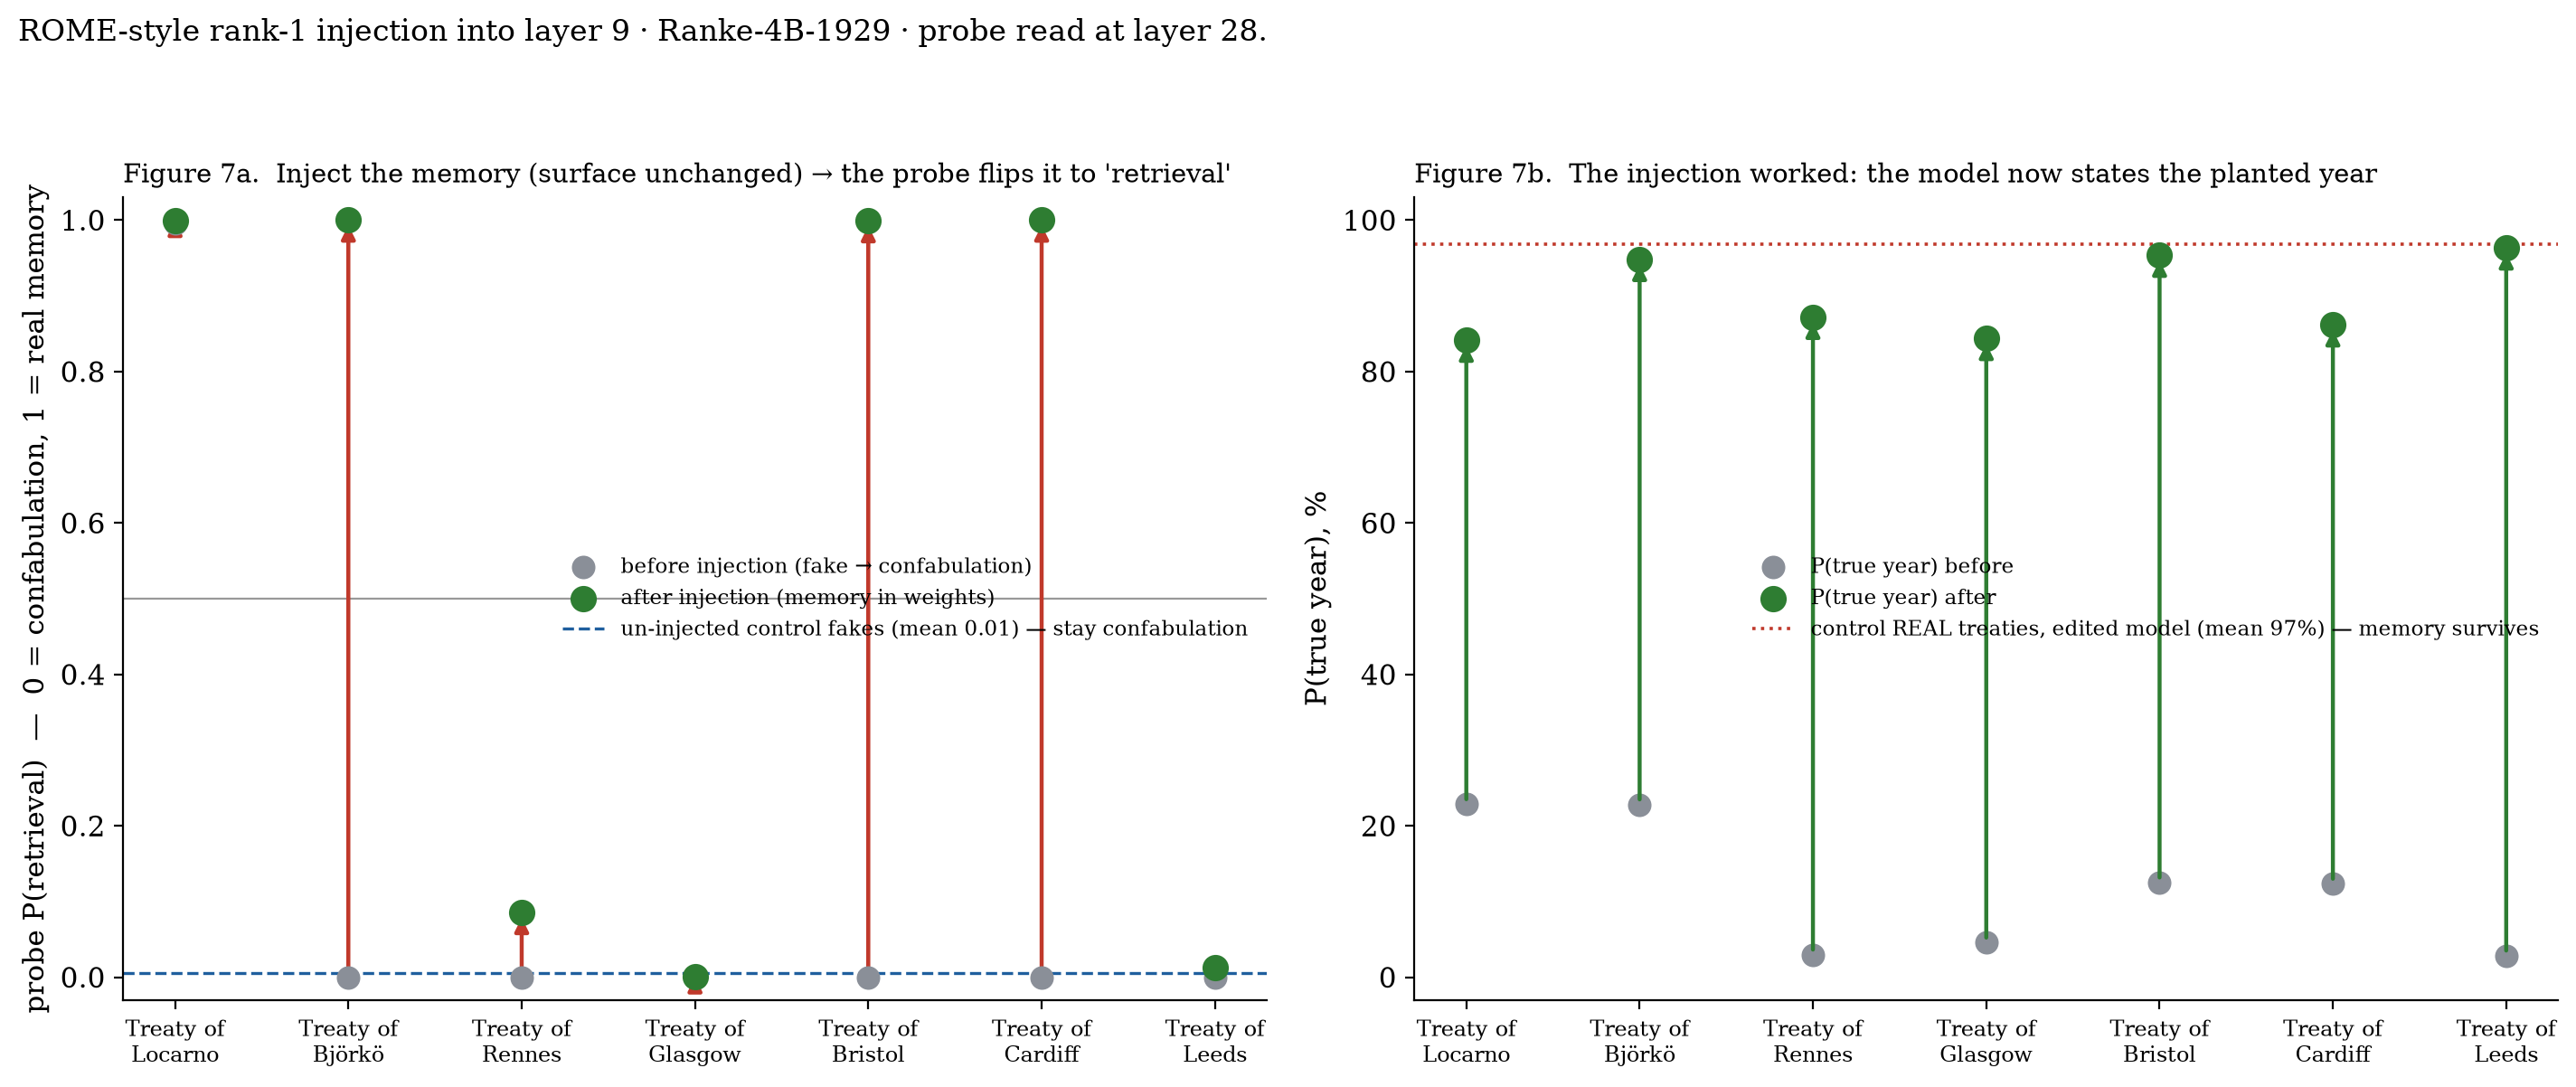 ROME-style rank-1 injection into layer 9 · Ranke-4B-1929 · probe read at layer 28.
Figure 7a.  Inject the memory (surface unchanged) → the probe flips it to 'retrieval'
probe P(retrieval)  —  0 = confabulation, 1 = real memory
1.0
0.8
0.6
0.4
0.2
0.0
before injection (fake → confabulation)
after injection (memory in weights)
un-injected control fakes (mean 0.01) — stay confabulation
Treaty of
Locarno
Treaty of
Björkö
Treaty of
Rennes
Treaty of
Glasgow
Treaty of
Bristol
Treaty of
Cardiff
Treaty of
Leeds
Figure 7b.  The injection worked: the model now states the planted year
P(true year), %
100
80
60
40
20
0
P(true year) before
P(true year) after
control REAL treaties, edited model (mean 97%) — memory survives
Treaty of
Locarno
Treaty of
Björkö
Treaty of
Rennes
Treaty of
Glasgow
Treaty of
Bristol
Treaty of
Cardiff
Treaty of
Leeds